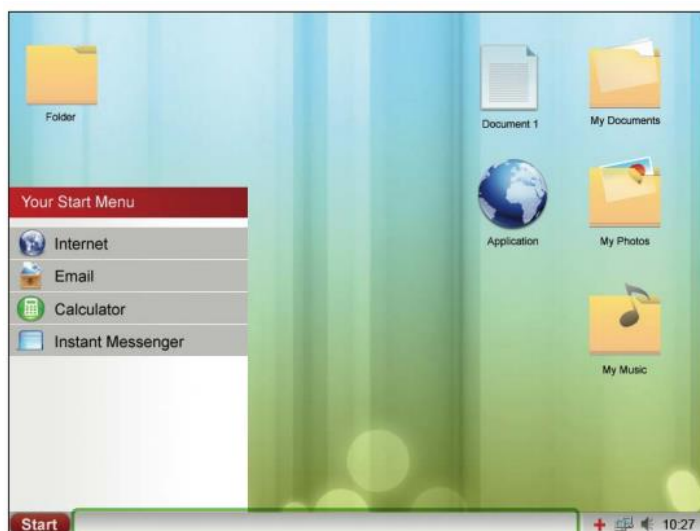 Folder
Document 1
My Documents
Your Start Menu
Internet
Application
My Photos
Email
Calculator
Instant Messenger
My Music
Start
10:27